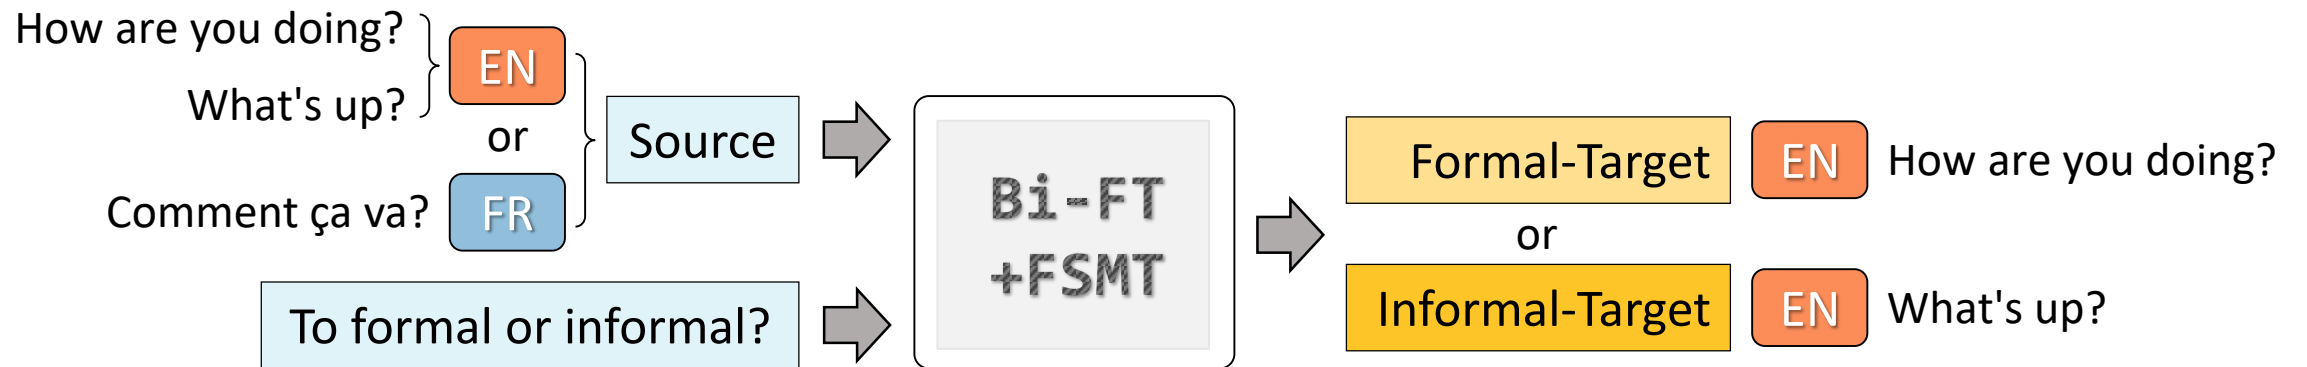 How are you doing?
What's up?
EN
or
Comment ça va?
FR
Source
To formal or informal?
Bi-FT
+FSMT
Formal-Target
EN
How are you doing?
or
Informal-Target
EN
What's up?